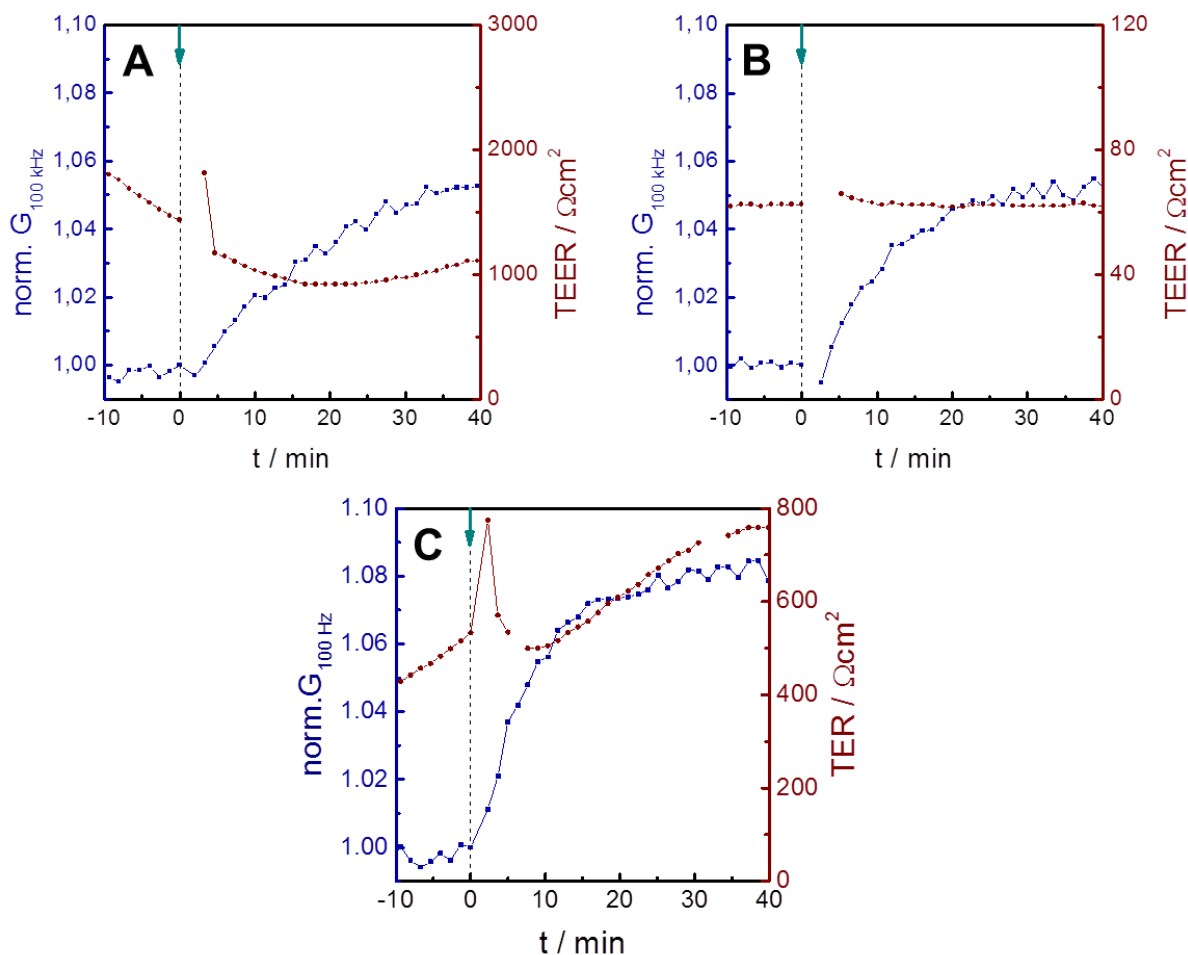 A
1,10
1,08
1,06
1,04
1,02
1,00
norm. G100 kHz
3000
2000
1000
0
TEER / Ωcm²
-10 0 10 20 30 40
t / min
B
1,10
1,08
1,06
1,04
1,02
1,00
norm. G100 kHz
120
80
40
0
TEER / Ωcm²
-10 0 10 20 30 40
t / min
C
1.10
1.08
1.06
1.04
1.02
1.00
norm.G100 Hz
800
600
400
200
0
TER / Ωcm²
-10 0 10 20 30 40
t / min